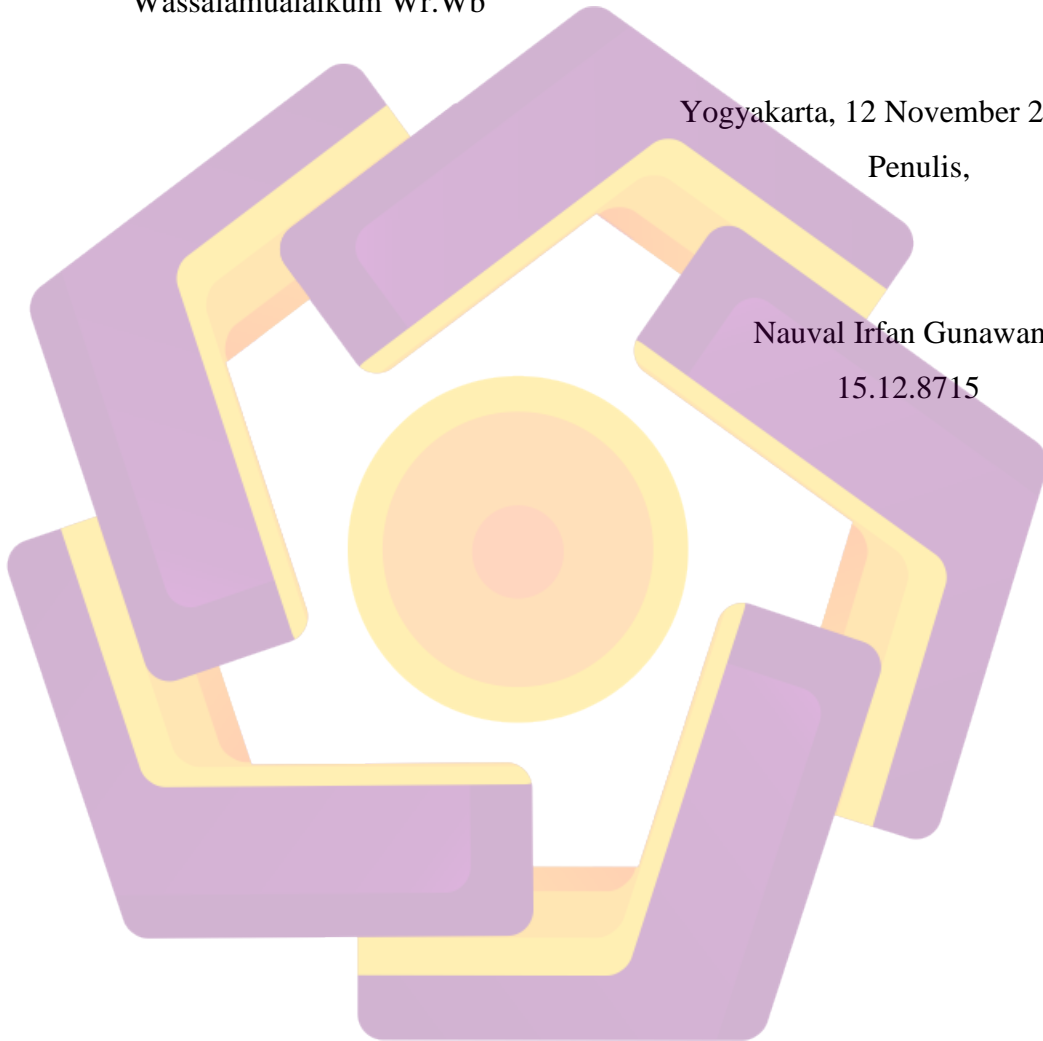 Wassalamualaikum Wr.Wb
Yogyakarta, 12 November 2
Penulis,
Nauval Irfan Gunawan
15.12.8715